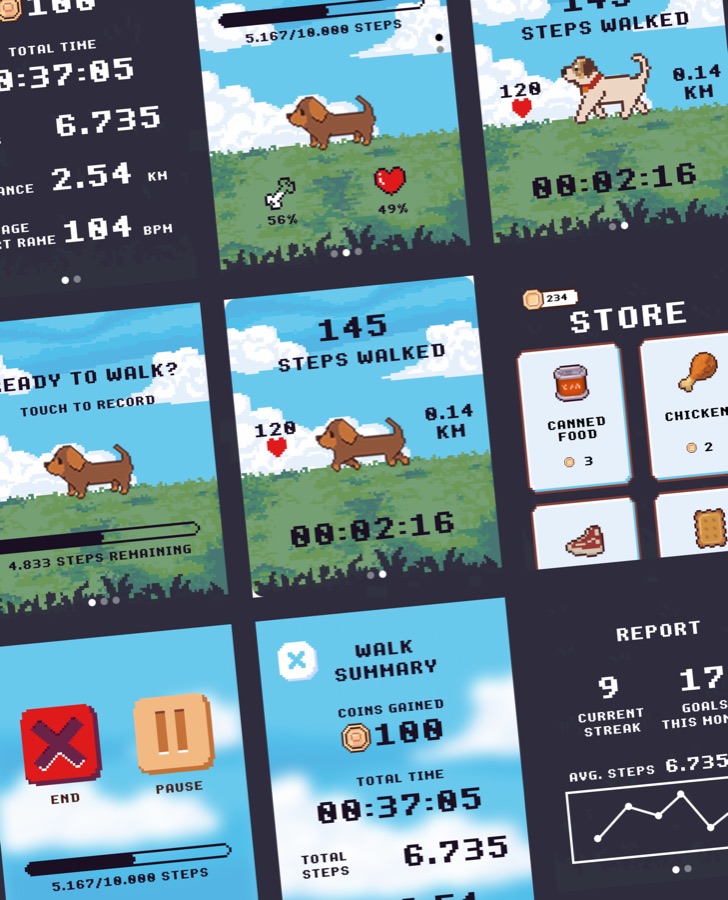 100
TOTAL TIME
0:37:05
6.735
2.54 KM
104 BPM
5.167/10.000 STEPS
56%
49%
145
STEPS WALKED
120
0.14
KM
00:02:16
READY TO WALK?
TOUCH TO RECORD
4.833 STEPS REMAINING
145
STEPS WALKED
120
0.14
KM
00:02:16
234
STORE
CANNED
FOOD
3
CHICKEN
2
END
PAUSE
5.167/10.000 STEPS
WALK
SUMMARY
COINS GAINED
100
TOTAL TIME
00:37:05
TOTAL
STEPS
6.735
REPORT
9
CURRENT
STREAK
17
GOALS
THIS MON
AVG. STEPS 6.735